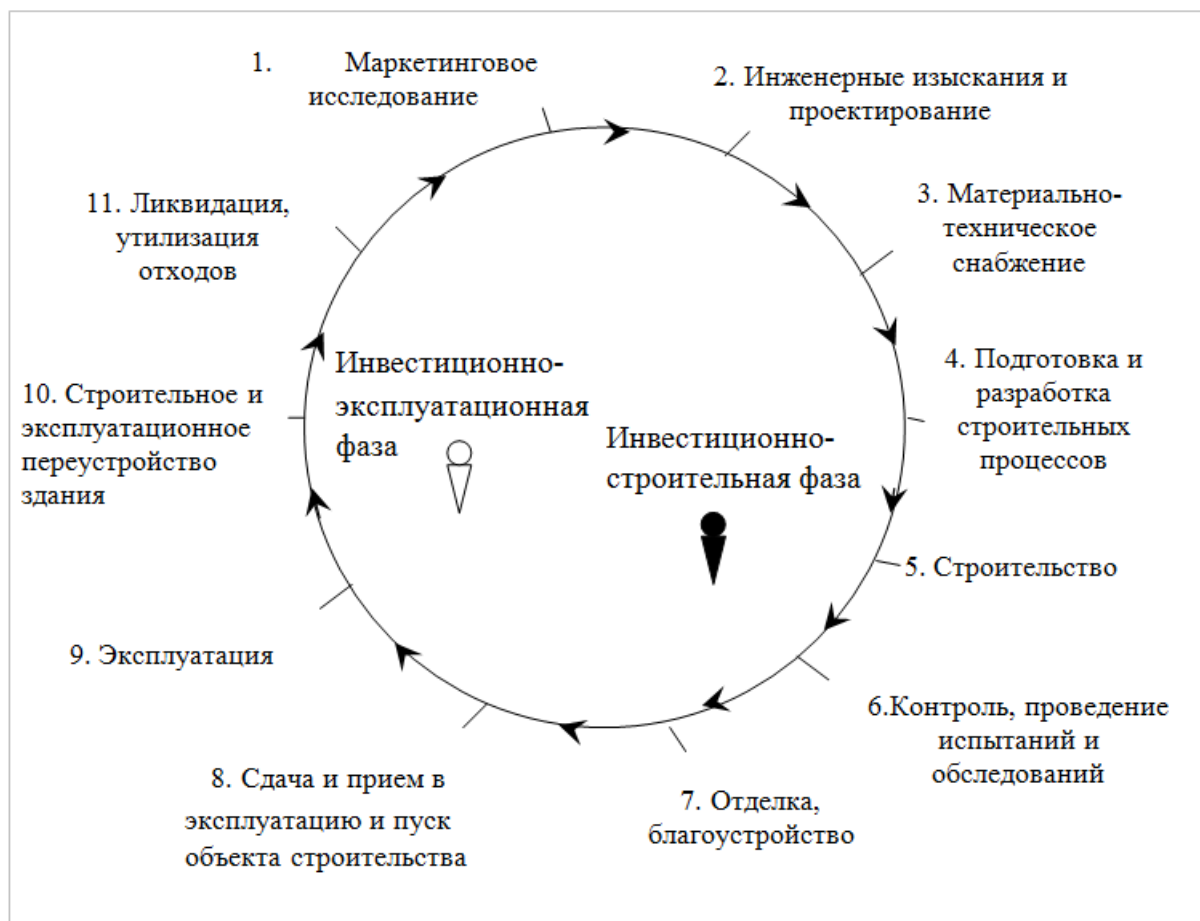 1. Маркетинговое
исследование
2. Инженерные изыскания и
проектирование
3. Материально-
техническое
снабжение
4. Подготовка и
разработка
строительных
процессов
5. Строительство
6.Контроль, проведение
испытаний и
обследований
7. Отделка,
благоустройство
8. Сдача и прием в
эксплуатацию и пуск
объекта строительства
9. Эксплуатация
10. Строительное и
эксплуатационное
переустройство
здания
11. Ликвидация,
утилизация
отходов
Инвестиционно-
эксплуатационная
фаза
Инвестиционно-
строительная фаза